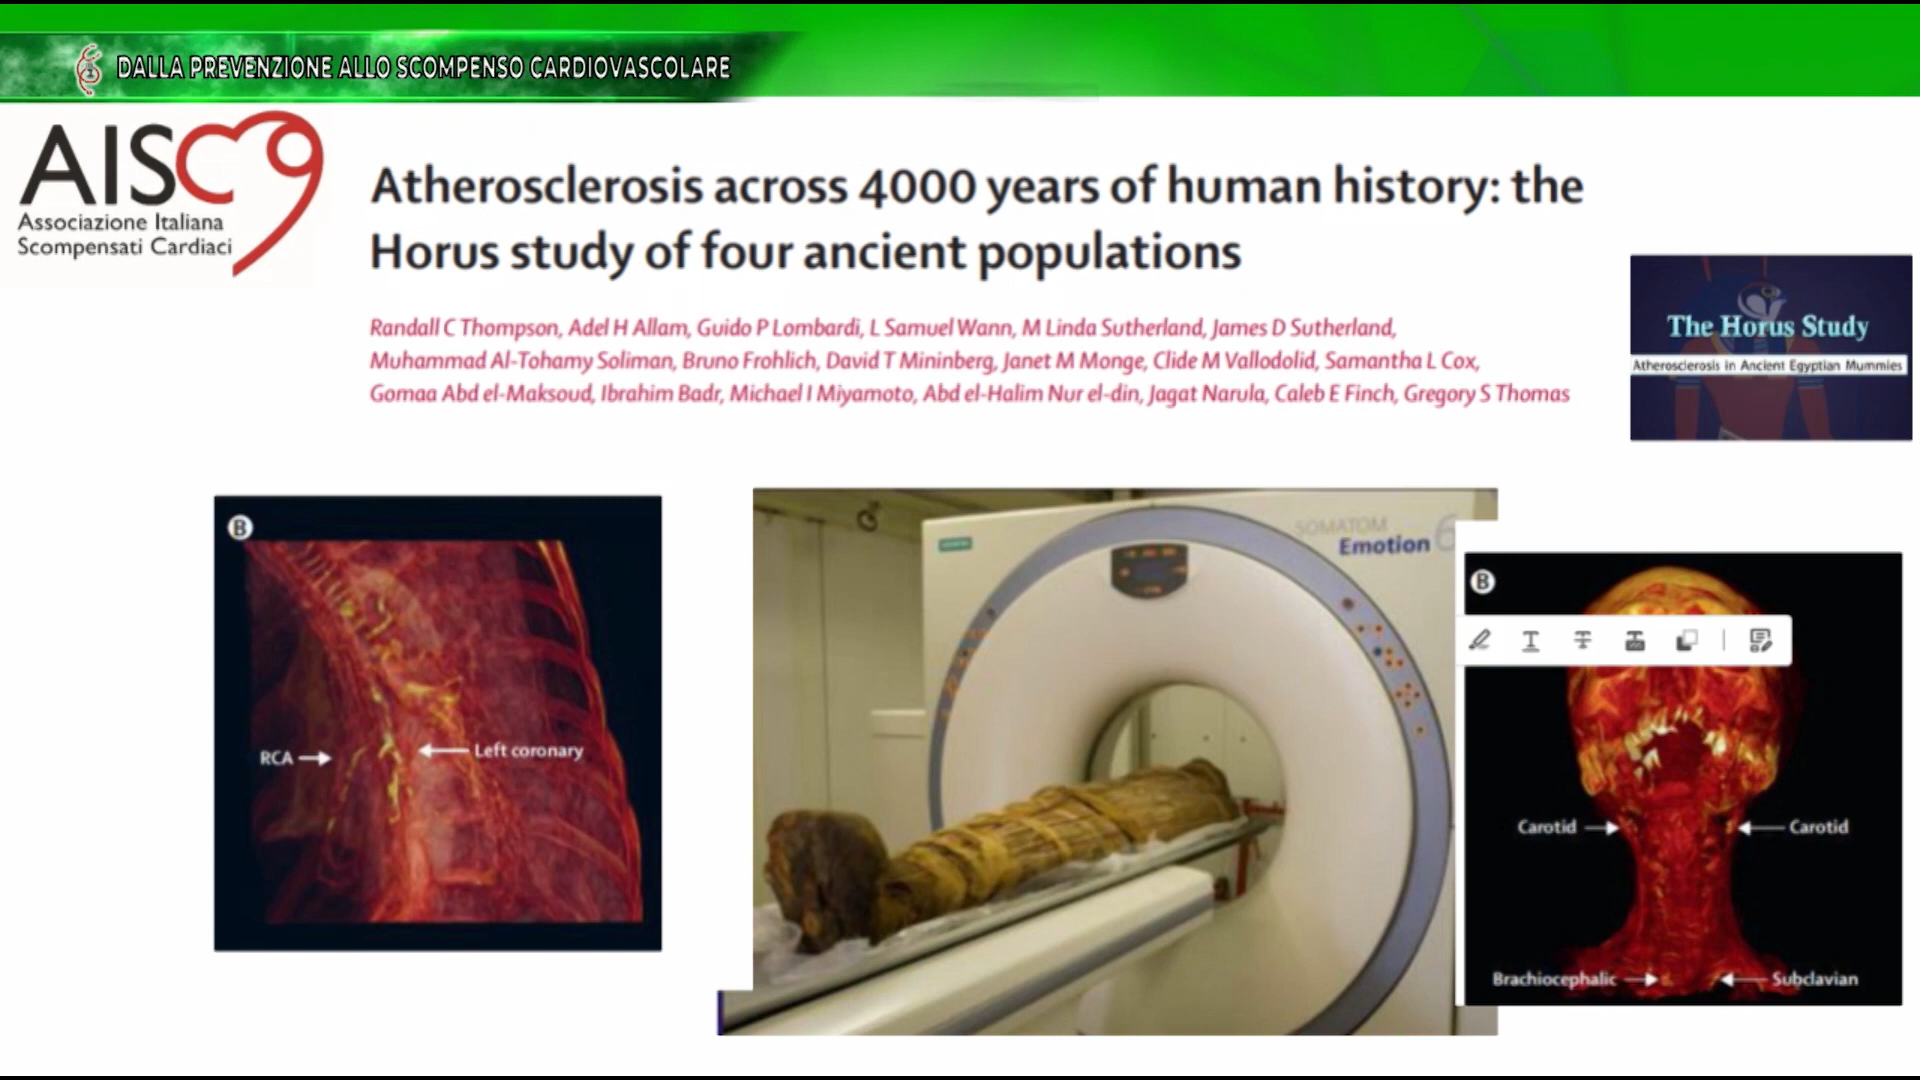 DALLA PREVENZIONE ALLO SCOMPENSO CARDIOVASCOLARE
AISC
Associazione Italiana
Scompensati Cardiaci
Atherosclerosis across 4000 years of human history: the
Horus study of four ancient populations
Randall C Thompson, Adel H Allam, Guido P Lombardi, L Samuel Wann, M Linda Sutherland, James D Sutherland,
Muhammad Al-Tohamy Soliman, Bruno Frohlich, David T Mininberg, Janet M Monge, Clide M Vallodolid, Samantha L Cox,
Gomaa Abd el-Maksoud, Ibrahim Badr, Michael I Miyamoto, Abd el-Halim Nur el-din, Jagat Narula, Caleb E Finch, Gregory S Thomas
The Horus Study
Atherosclerosis in Ancient Egyptian Mummies
B
RCA
Left coronary
SOMATOM
Emotion 6
B
Carotid
Carotid
Brachiocephalic
Subclavian